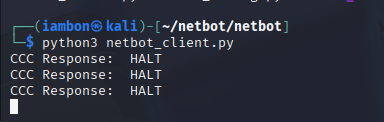 (iambon㉿kali)-[~/netbot/netbot]
$ python3 netbot_client.py
CCC Response:  HALT
CCC Response:  HALT
CCC Response:  HALT